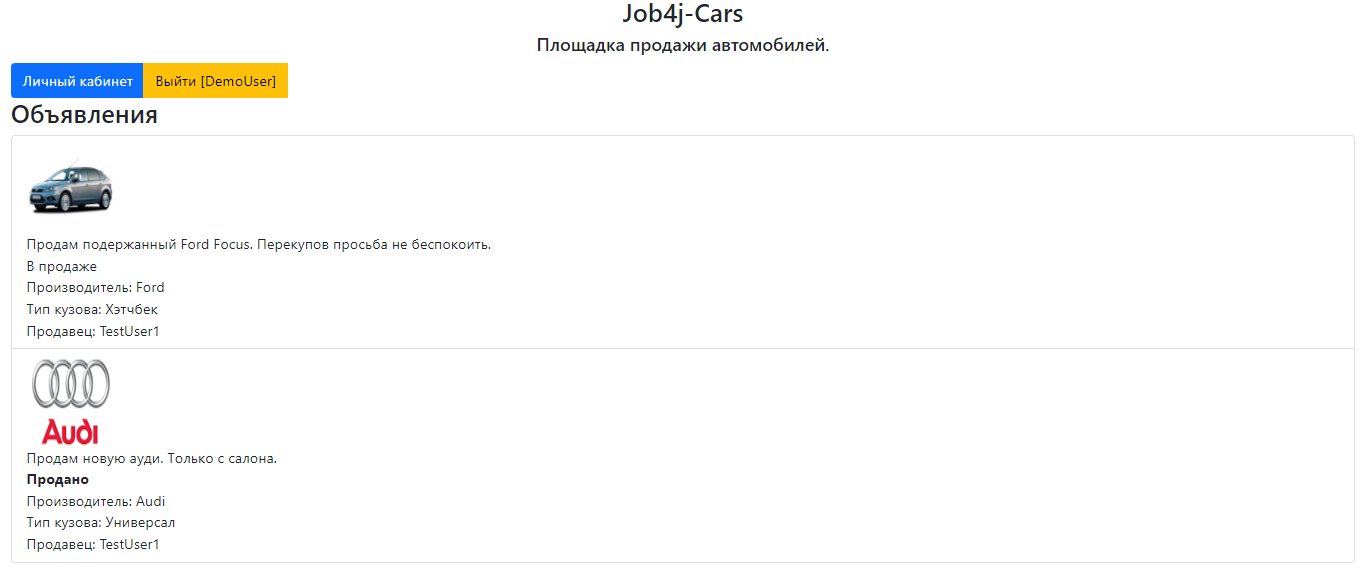 Job4j-Cars
Площадка продажи автомобилей.
Личный кабинет Выйти [DemoUser]
Объявления
Продам подержанный Ford Focus. Перекупов просьба не беспокоить.
В продаже
Производитель: Ford
Тип кузова: Хэтчбек
Продавец: TestUser1
Audi
Продам новую ауди. Только с салона.
Продано
Производитель: Audi
Тип кузова: Универсал
Продавец: TestUser1